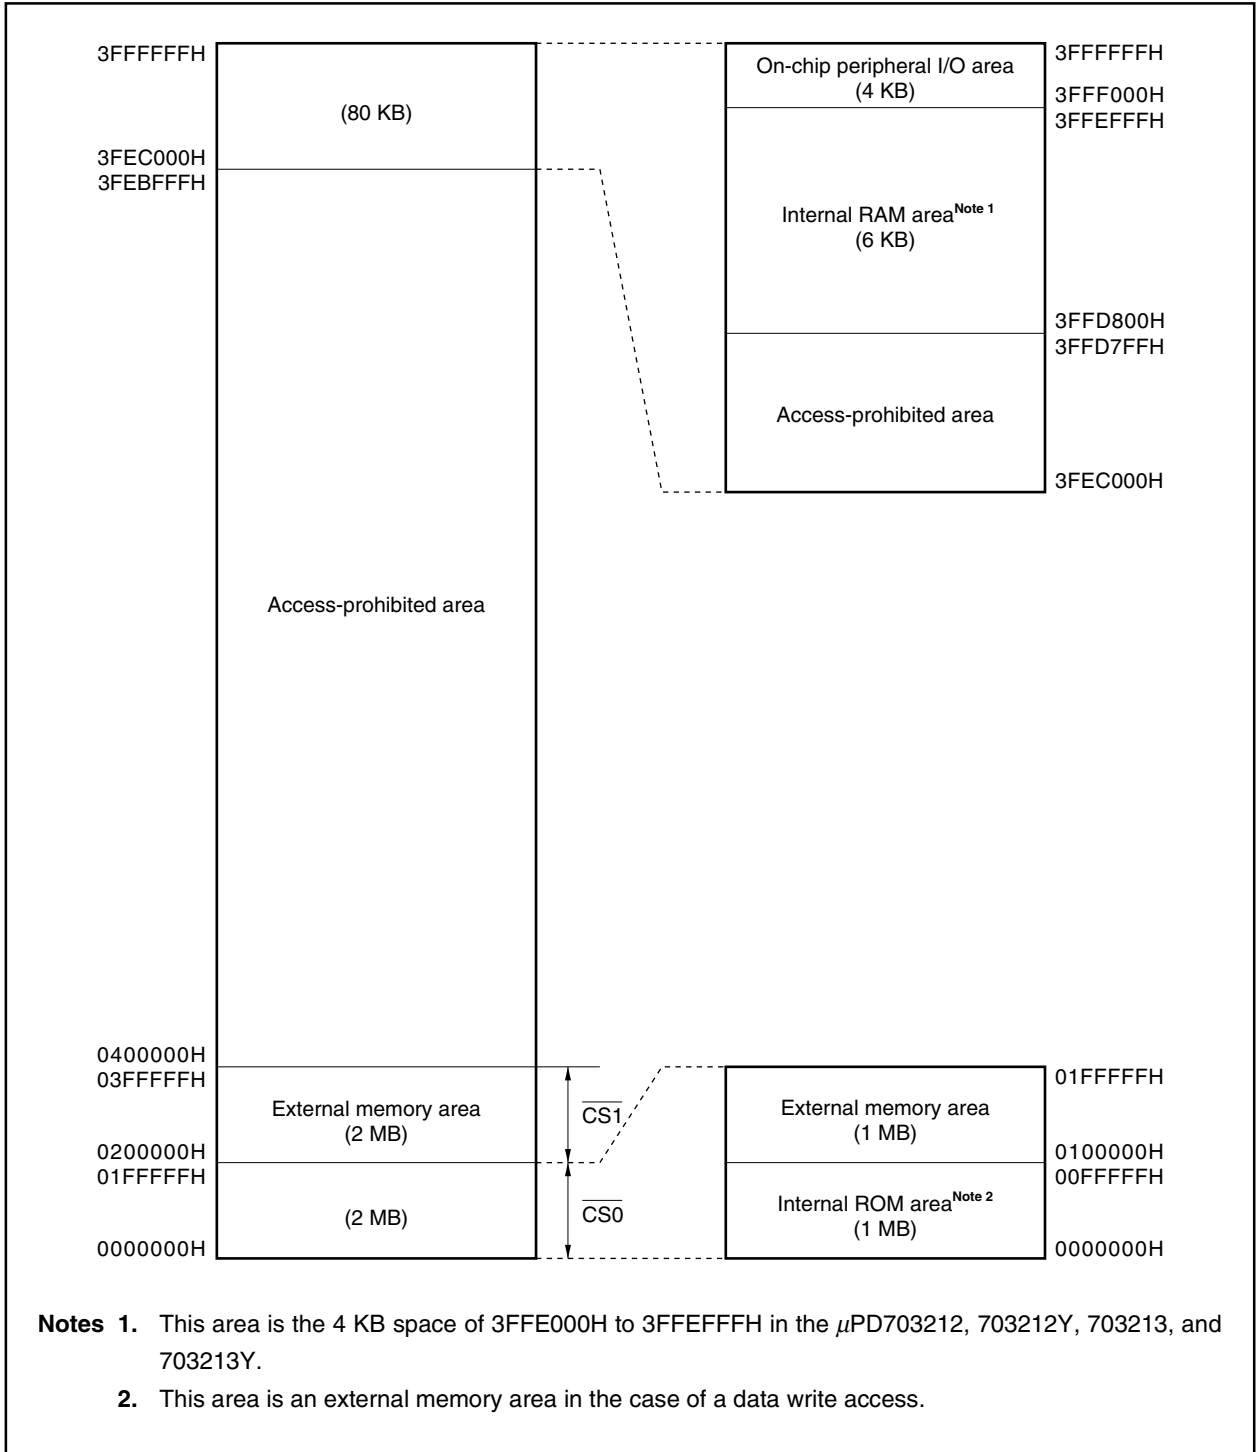 3FFFFFFH
(80 KB)
3FEC000H
3FEBFFFH
Access-prohibited area
0400000H
03FFFFFH
External memory area
(2 MB)
0200000H
01FFFFFH
(2 MB)
0000000H
CS1
CS0
On-chip peripheral I/O area
(4 KB)
3FFFFFFH
3FFF000H
3FFEFFFH
Internal RAM area Note 1
(6 KB)
3FFD800H
3FFD7FFH
Access-prohibited area
3FEC000H
01FFFFFH
External memory area
(1 MB)
0100000H
00FFFFFH
Internal ROM area Note 2
(1 MB)
0000000H
Notes 1. This area is the 4 KB space of 3FFE000H to 3FFEFFFH in the μPD703212, 703212Y, 703213, and
703213Y.
2. This area is an external memory area in the case of a data write access.